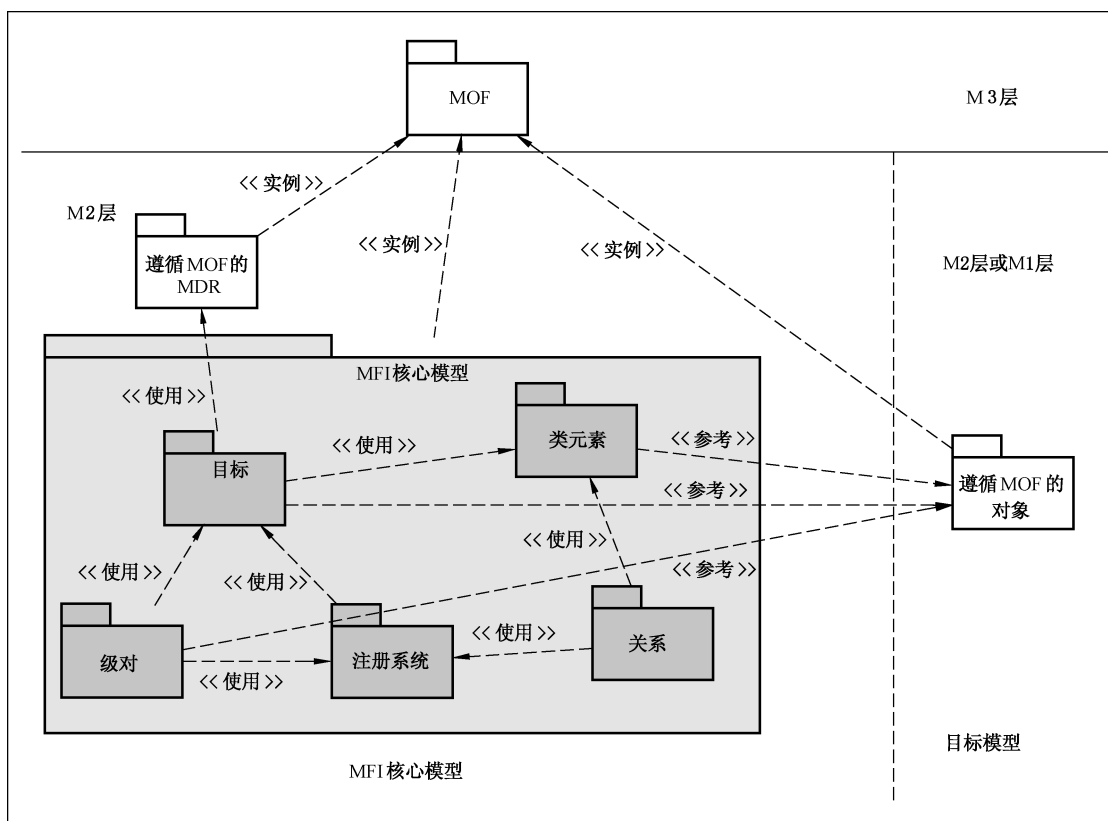 MOF
M3层
<<实例>>
M2层
<<实例>>
<<实例>>
遵循MOF的
MDR
M2层或M1层
MFI核心模型
<<使用>>
类元素
<<使用>>
<<参考>>
目标
<<参考>>
遵循MOF的
对象
<<使用>>
<<使用>>
<<使用>>
<<参考>>
级对
注册系统
<<使用>>
关系
<<使用>>
目标模型
MFI核心模型